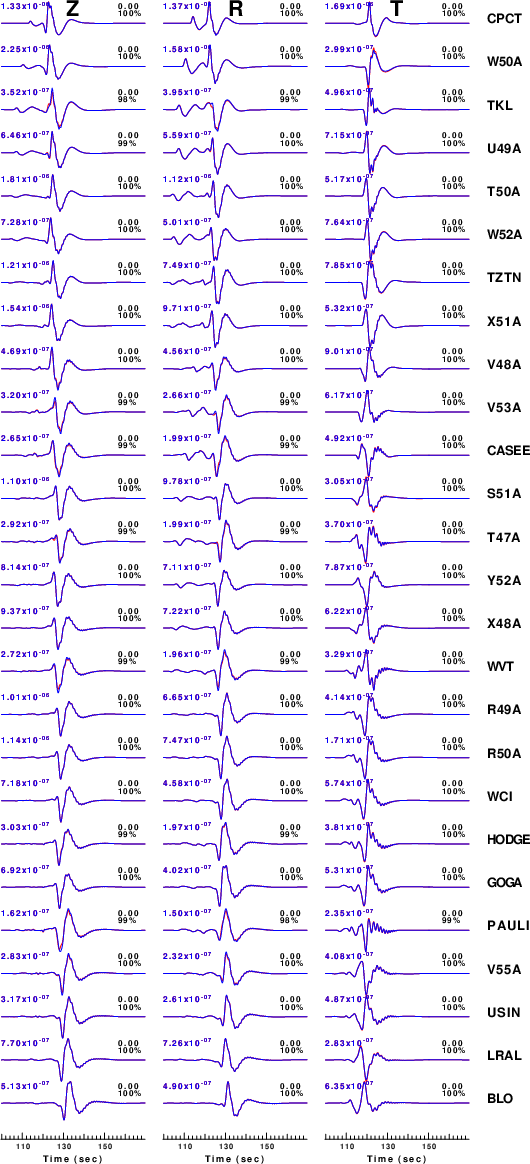 Z R T
1.33x10-06 0.00 100% 1.37x10-06 0.00 100% 1.69x10-06 0.00 100% CPCT
2.25x10-06 0.00 100% 1.58x10-06 0.00 100% 2.99x10-07 0.00 100% W50A
3.52x10-07 0.00 98% 3.95x10-07 0.00 99% 4.96x10-07 0.00 100% TKL
6.46x10-07 0.00 99% 5.59x10-07 0.00 100% 7.15x10-07 0.00 100% U49A
1.81x10-06 0.00 100% 1.12x10-06 0.00 100% 5.17x10-07 0.00 100% T50A
7.28x10-07 0.00 100% 5.01x10-07 0.00 100% 7.64x10-07 0.00 100% W52A
1.21x10-06 0.00 100% 7.49x10-07 0.00 100% 7.85x10-07 0.00 100% TZTN
1.54x10-06 0.00 100% 9.71x10-07 0.00 100% 5.32x10-07 0.00 100% X51A
4.69x10-07 0.00 100% 4.56x10-07 0.00 99% 9.01x10-07 0.00 100% V48A
3.20x10-07 0.00 99% 2.66x10-07 0.00 99% 6.17x10-07 0.00 100% V53A
2.65x10-07 0.00 99% 1.99x10-07 0.00 99% 4.92x10-07 0.00 100% CASEE
1.10x10-06 0.00 100% 9.78x10-07 0.00 100% 3.05x10-07 0.00 100% S51A
2.92x10-07 0.00 99% 1.99x10-07 0.00 99% 3.70x10-07 0.00 100% T47A
8.14x10-07 0.00 100% 7.11x10-07 0.00 100% 7.87x10-07 0.00 100% Y52A
9.37x10-07 0.00 100% 7.22x10-07 0.00 100% 6.22x10-07 0.00 100% X48A
2.72x10-07 0.00 99% 1.96x10-07 0.00 99% 3.29x10-07 0.00 100% WVT
1.01x10-06 0.00 100% 6.65x10-07 0.00 100% 4.14x10-07 0.00 100% R49A
1.14x10-06 0.00 100% 7.47x10-07 0.00 100% 1.71x10-07 0.00 100% R50A
7.18x10-07 0.00 100% 4.58x10-07 0.00 100% 5.74x10-07 0.00 100% WCI
3.03x10-07 0.00 100% 1.97x10-07 0.00 99% 3.81x10-07 0.00 100% HODGE
6.92x10-07 0.00 100% 4.02x10-07 0.00 100% 5.31x10-07 0.00 100% GOGA
1.62x10-07 0.00 99% 1.50x10-07 0.00 98% 2.35x10-07 0.00 99% PAULI
2.83x10-07 0.00 100% 2.32x10-07 0.00 100% 4.08x10-07 0.00 100% V55A
3.17x10-07 0.00 100% 2.61x10-07 0.00 100% 4.87x10-07 0.00 100% USIN
7.70x10-07 0.00 100% 7.26x10-07 0.00 100% 2.83x10-07 0.00 100% LRAL
5.13x10-07 0.00 100% 4.90x10-07 0.00 100% 6.35x10-07 0.00 100% BLO
110 130 150 110 130 150 110 130 150
Time (sec) Time (sec) Time (sec)